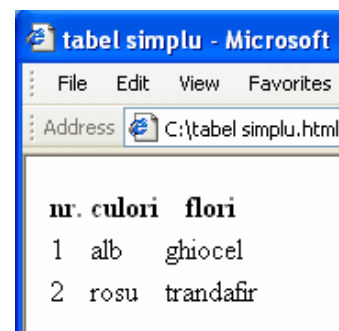 tabel simplu - Microsoft
File Edit View Favorites
Address C:\tabel simplu.html
nr. culori flori
1 alb ghiocel
2 rosu trandafir